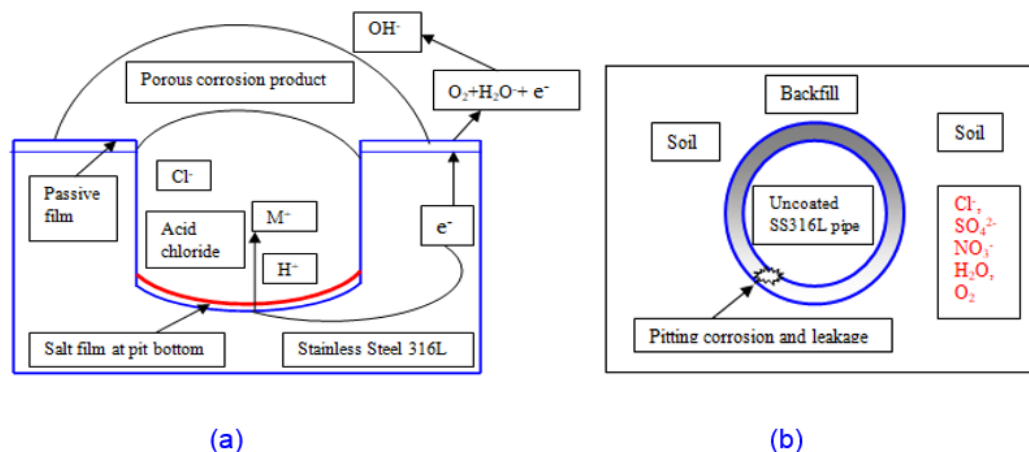 OH⁻
Porous corrosion product
O₂+H₂O⁻+ e⁻
Cl⁻
Passive
film
M⁺
Acid
chloride
H⁺
e⁻
Salt film at pit bottom
Stainless Steel 316L
(a)
Backfill
Soil
Soil
Uncoated
SS316L pipe
Cl⁻,
SO₄²⁻
NO₃⁻
H₂O,
O₂
Pitting corrosion and leakage
(b)